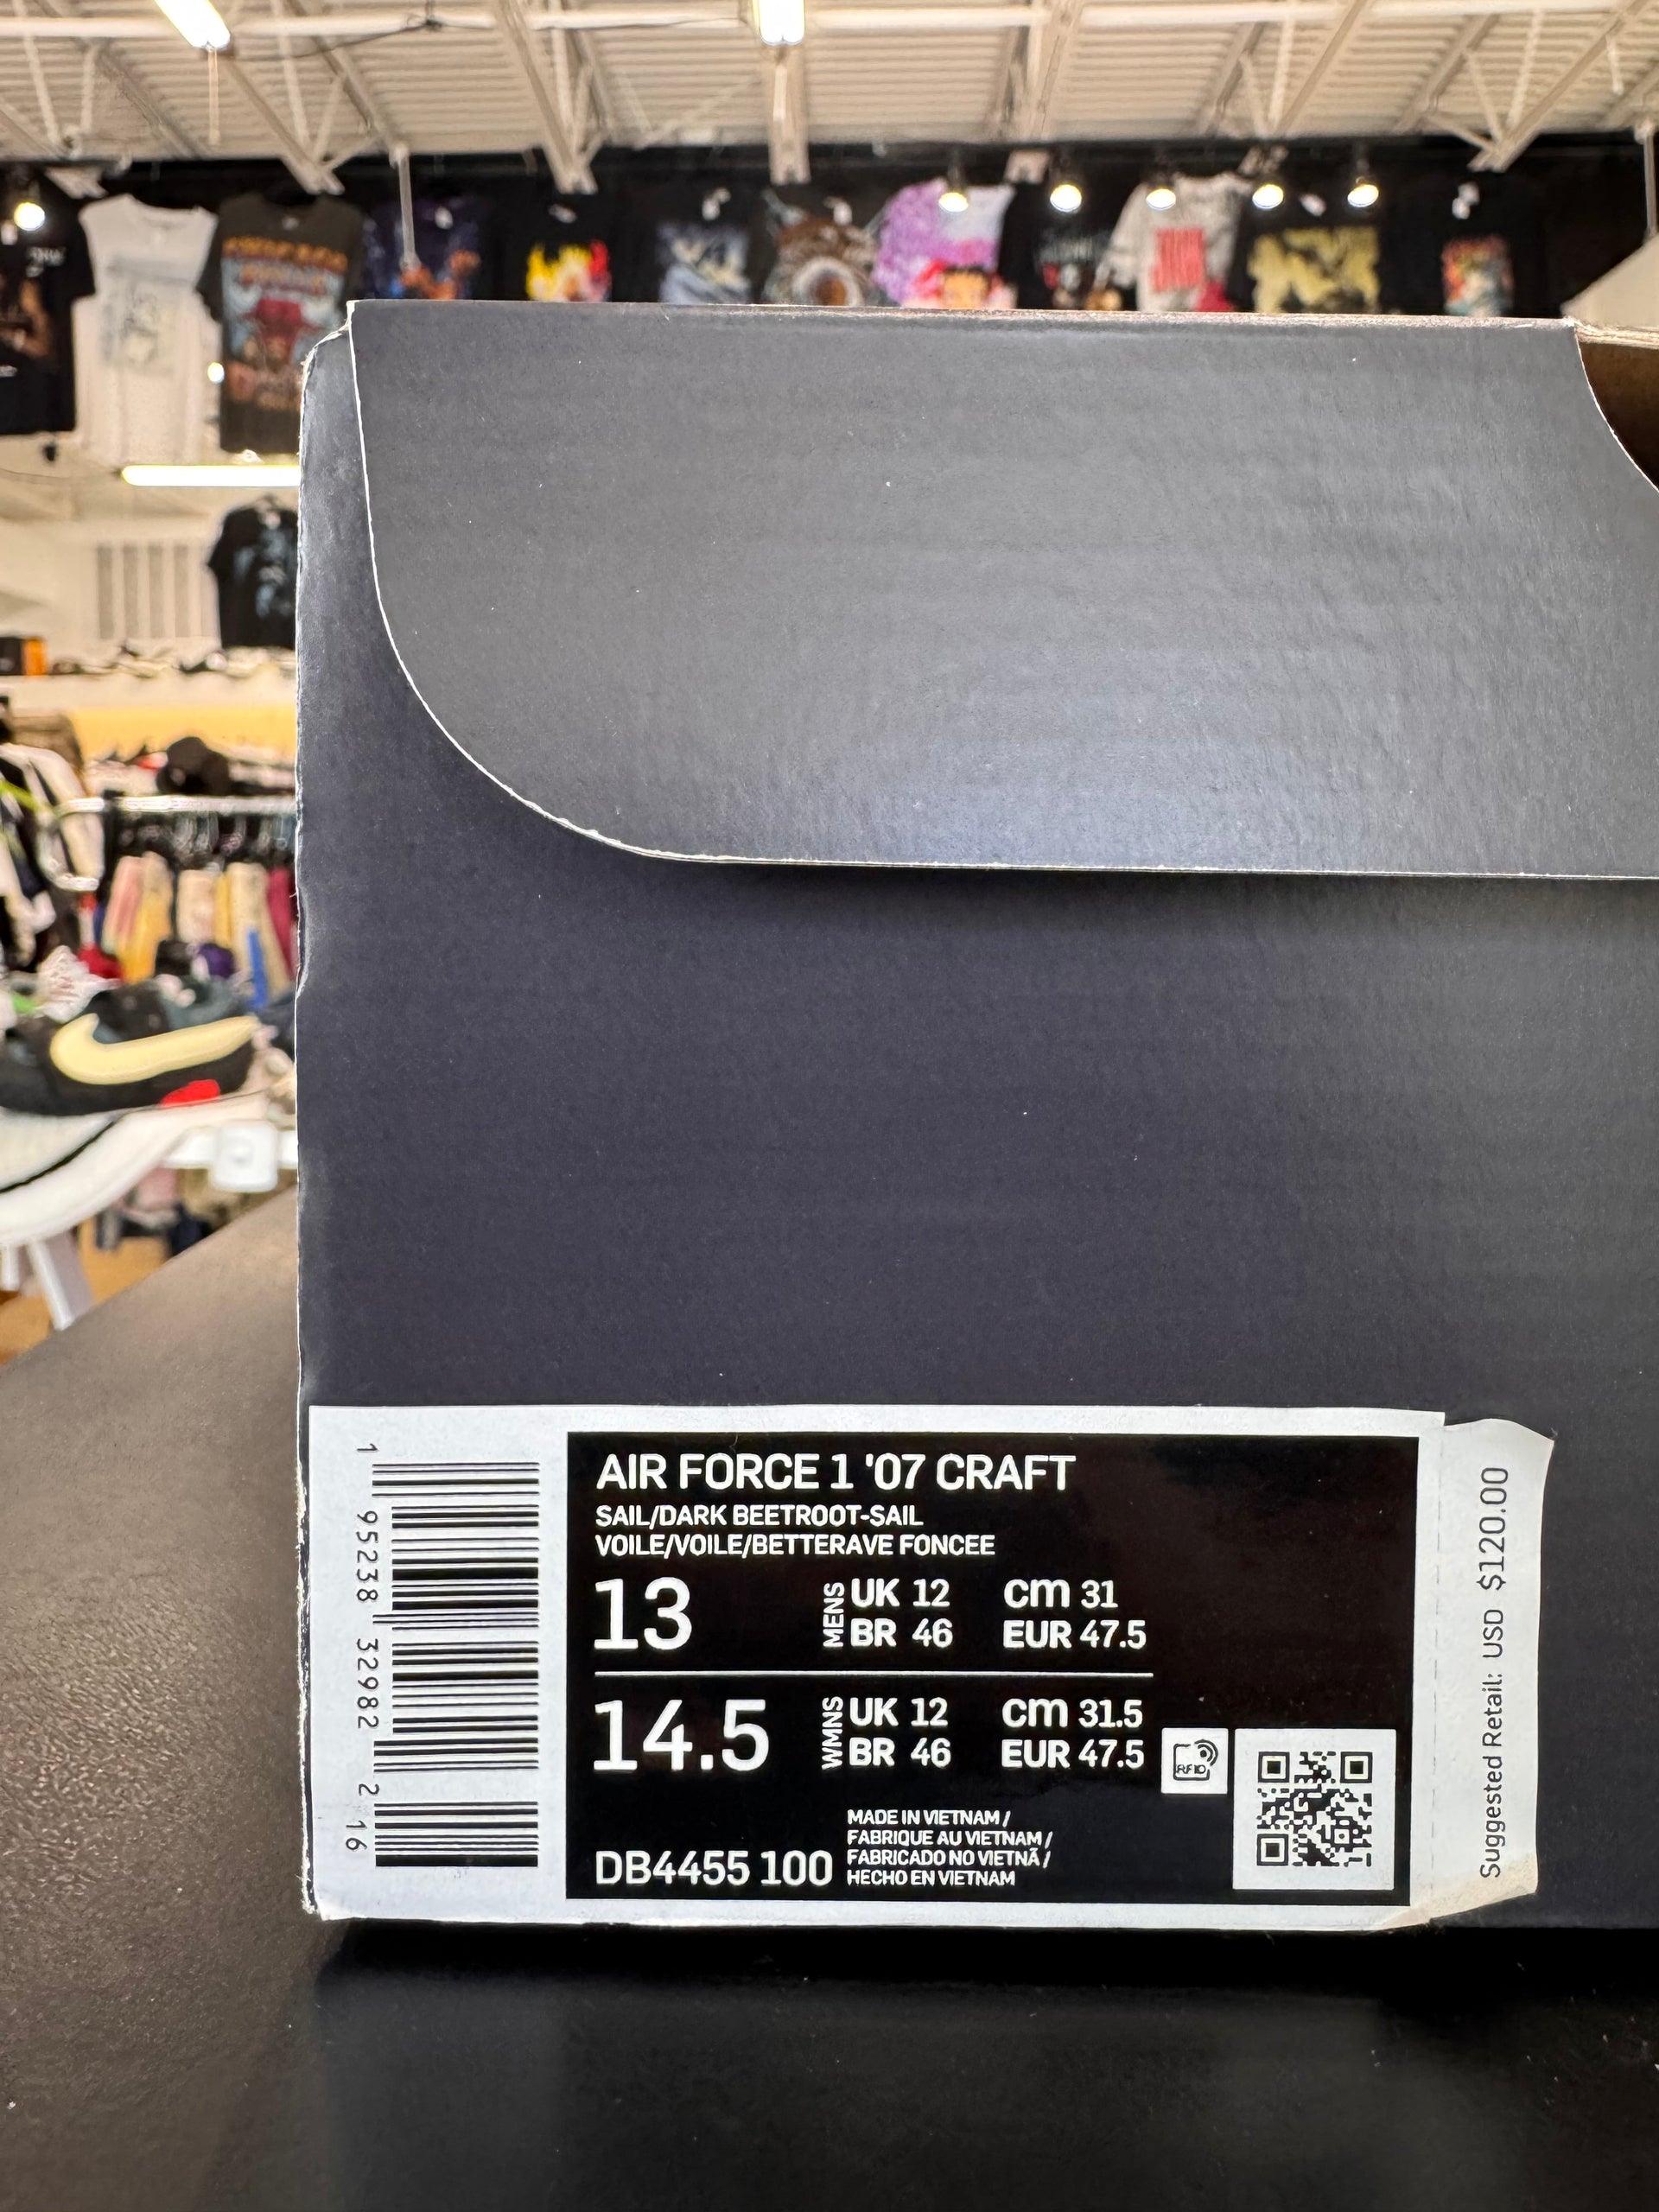 AIR FORCE 1 '07 CRAFT
SAIL/DARK BEETROOT-SAIL
VOILE/VOILE/BETTERAVE FONCEE
13 MENS UK 12 cm 31
BR 46 EUR 47.5
14.5 WMNS UK 12 cm 31.5
BR 46 EUR 47.5
RFID
MADE IN VIETNAM /
FABRIQUE AU VIETNAM /
FABRICADO NO VIETNÃ /
HECHO EN VIETNAM
DB4455 100
1 95238 32982 2 16
Suggested Retail: USD $120.00